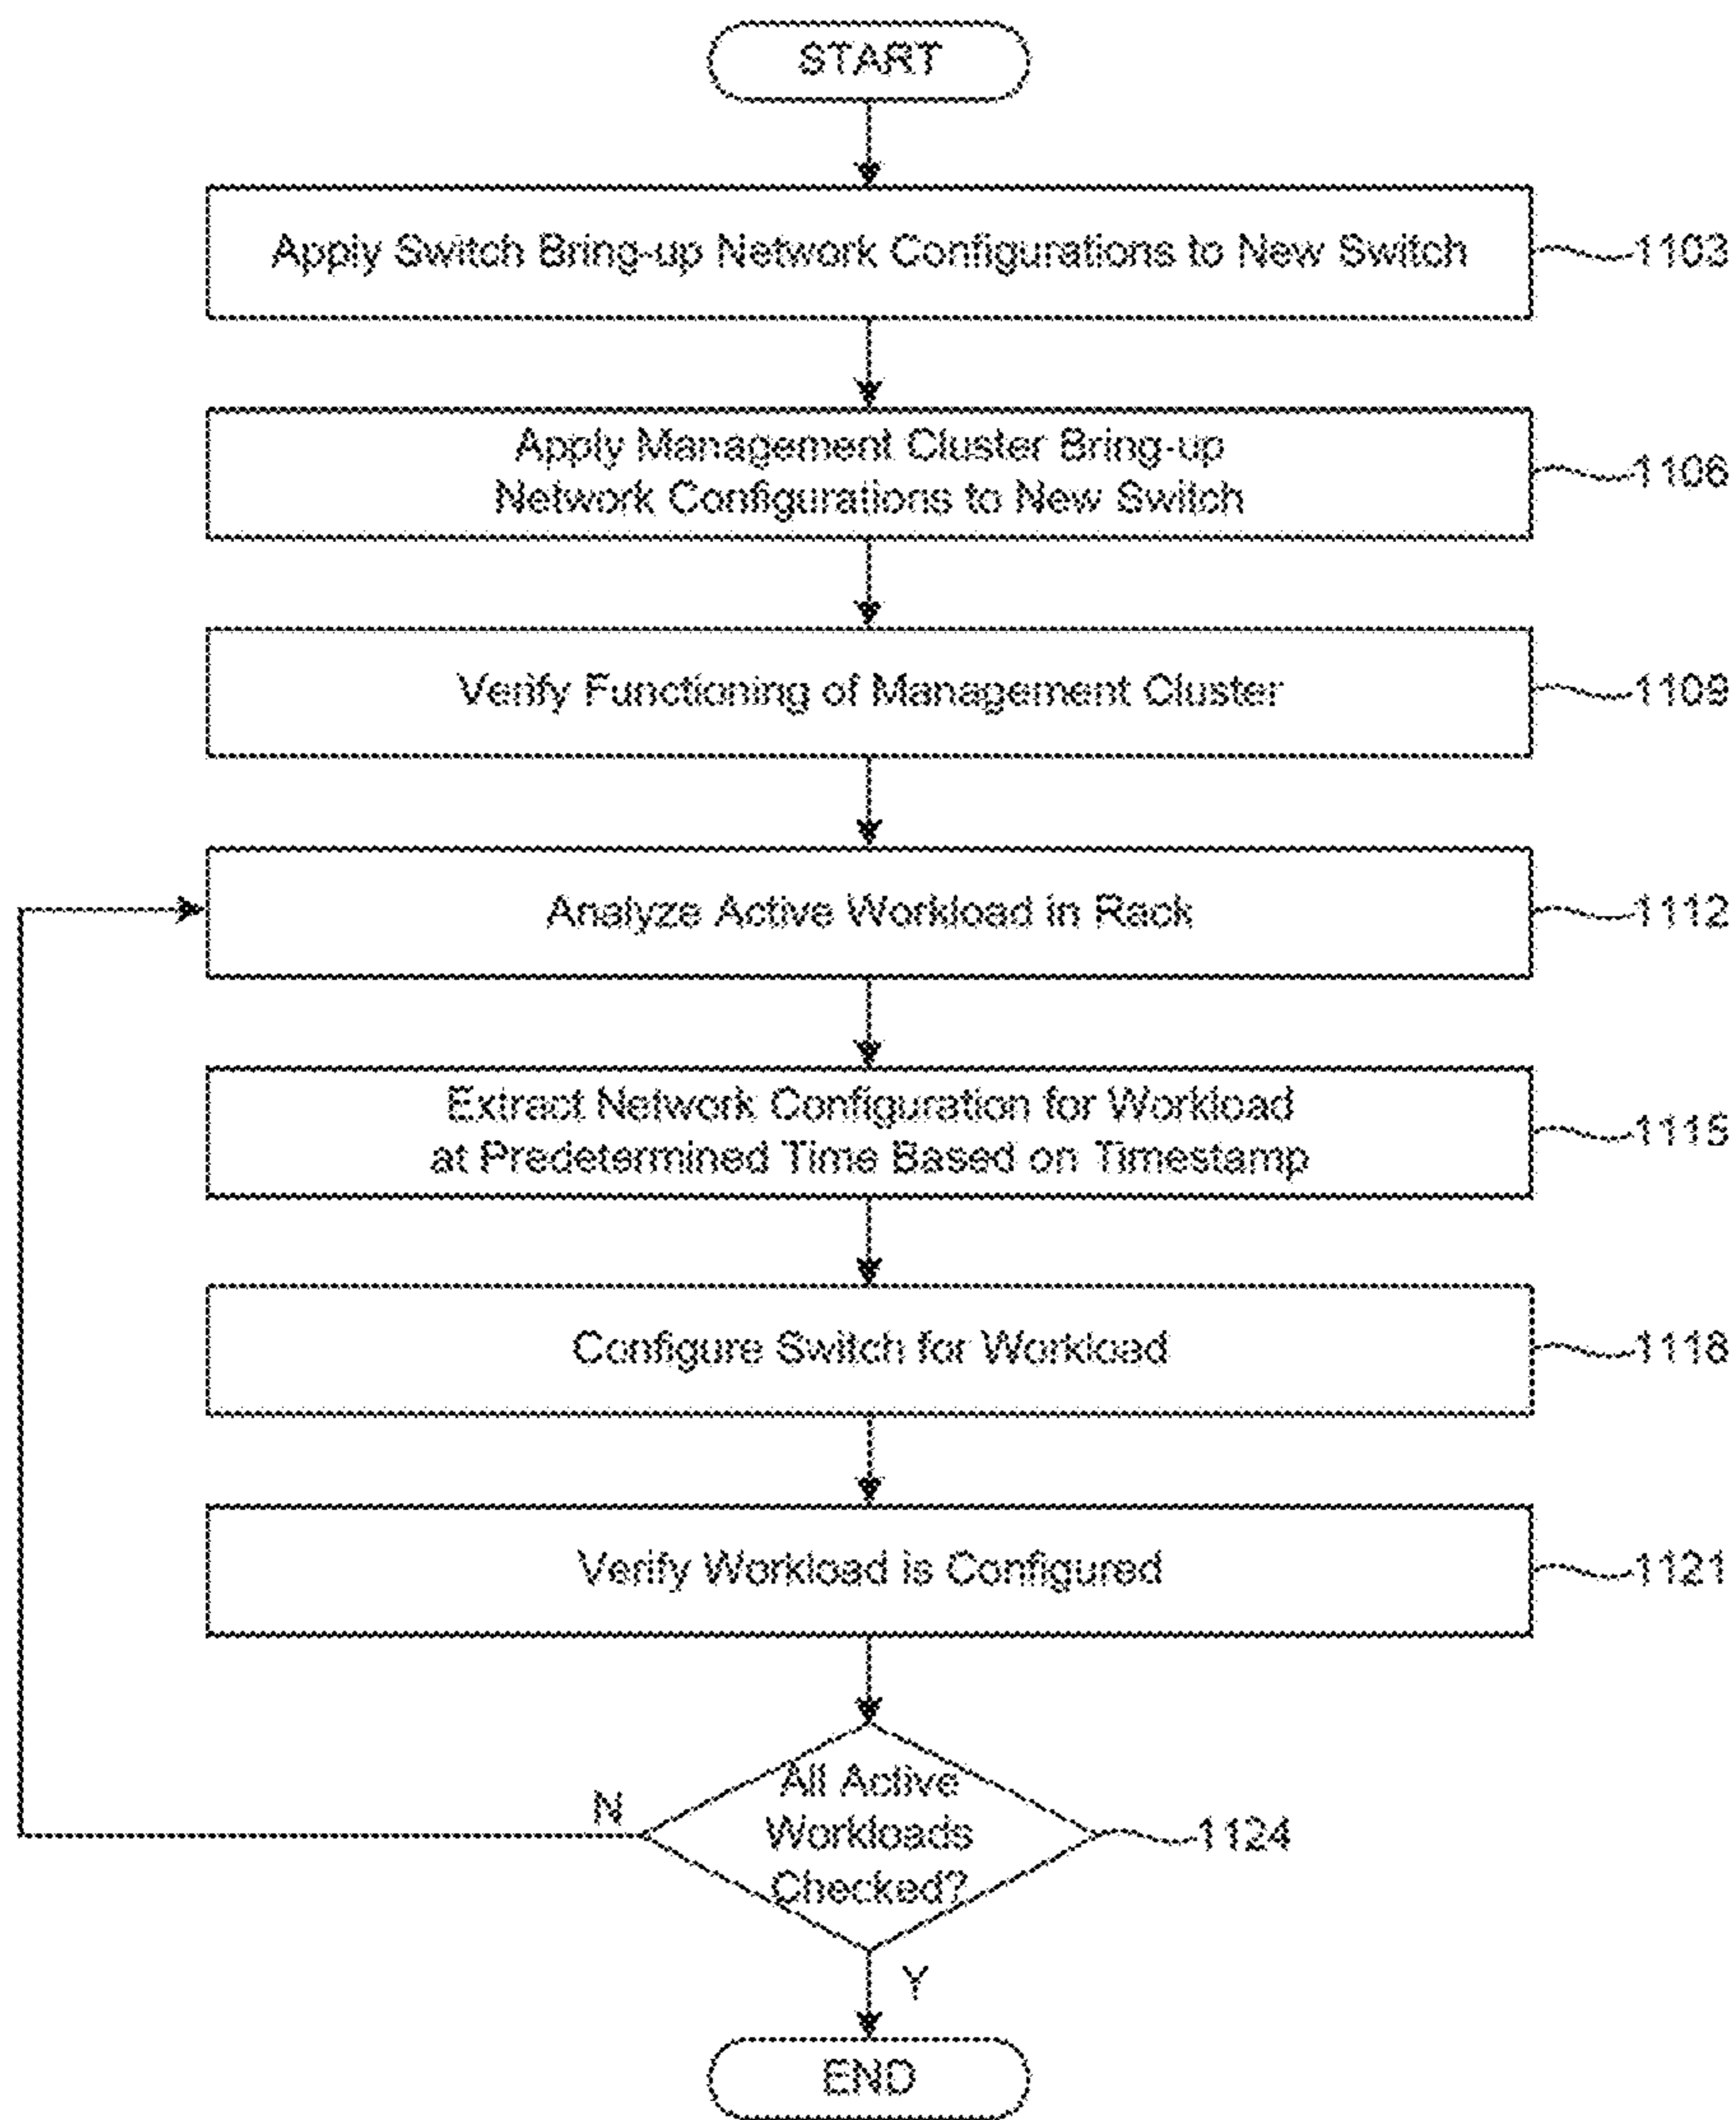 START
Apply Switch Bring-up Network Configurations to New Switch
1103
Apply Management Cluster Bring-up
Network Configurations to New Switch
1106
Verify Functioning of Management Cluster
1109
Analyze Active Workload in Rack
1112
Extract Network Configuration for Workload
at Predetermined Time Based on Timestamp
1115
Configure Switch for Workload
1118
Verify Workload is Configured
1121
All Active
Workloads
Checked?
N
1124
Y
END